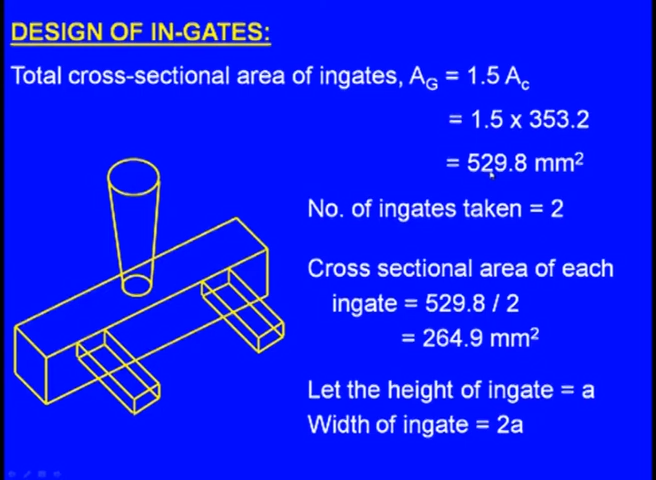 DESIGN OF IN-GATES:
Total cross-sectional area of ingates, A_G = 1.5 A_c
= 1.5 x 353.2
= 529.8 mm²
No. of ingates taken = 2
Cross sectional area of each
ingate = 529.8 / 2
= 264.9 mm²
Let the height of ingate = a
Width of ingate = 2a